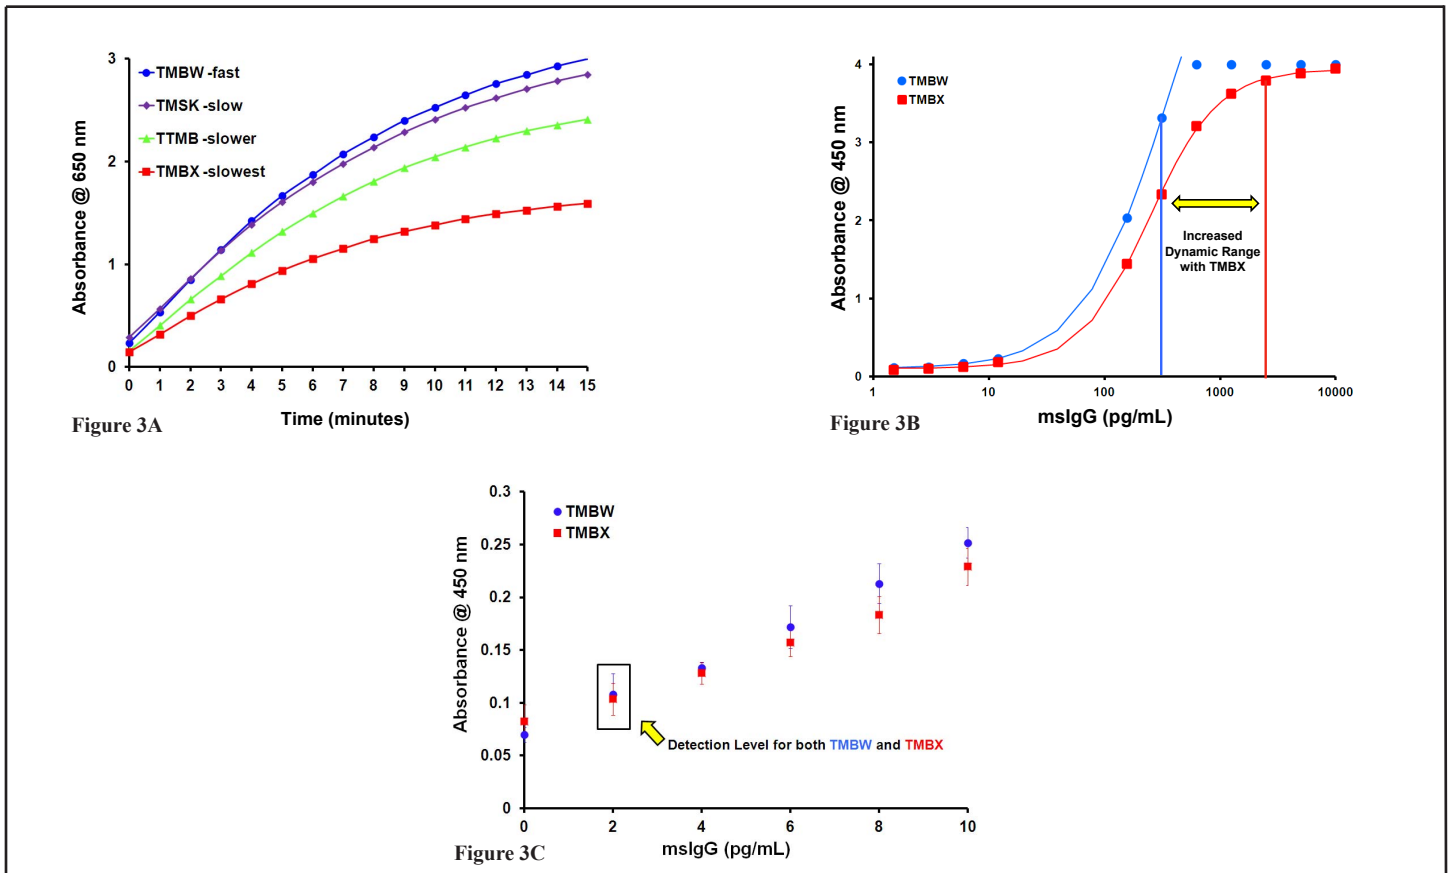 3
2
1
0
Absorbance @ 650 nm
TMBW -fast
TMSK -slow
TTMB -slower
TMBX -slowest
0 1 2 3 4 5 6 7 8 9 10 11 12 13 14 15
Time (minutes)
Figure 3A
4
3
2
1
0
Absorbance @ 450 nm
TMBW
TMBX
Increased
Dynamic Range
with TMBX
1 10 100 1000 10000
msIgG (pg/mL)
Figure 3B
0.3
0.25
0.2
0.15
0.1
0.05
0
Absorbance @ 450 nm
TMBW
TMBX
Detection Level for both TMBW and TMBX
0 2 4 6 8 10
msIgG (pg/mL)
Figure 3C